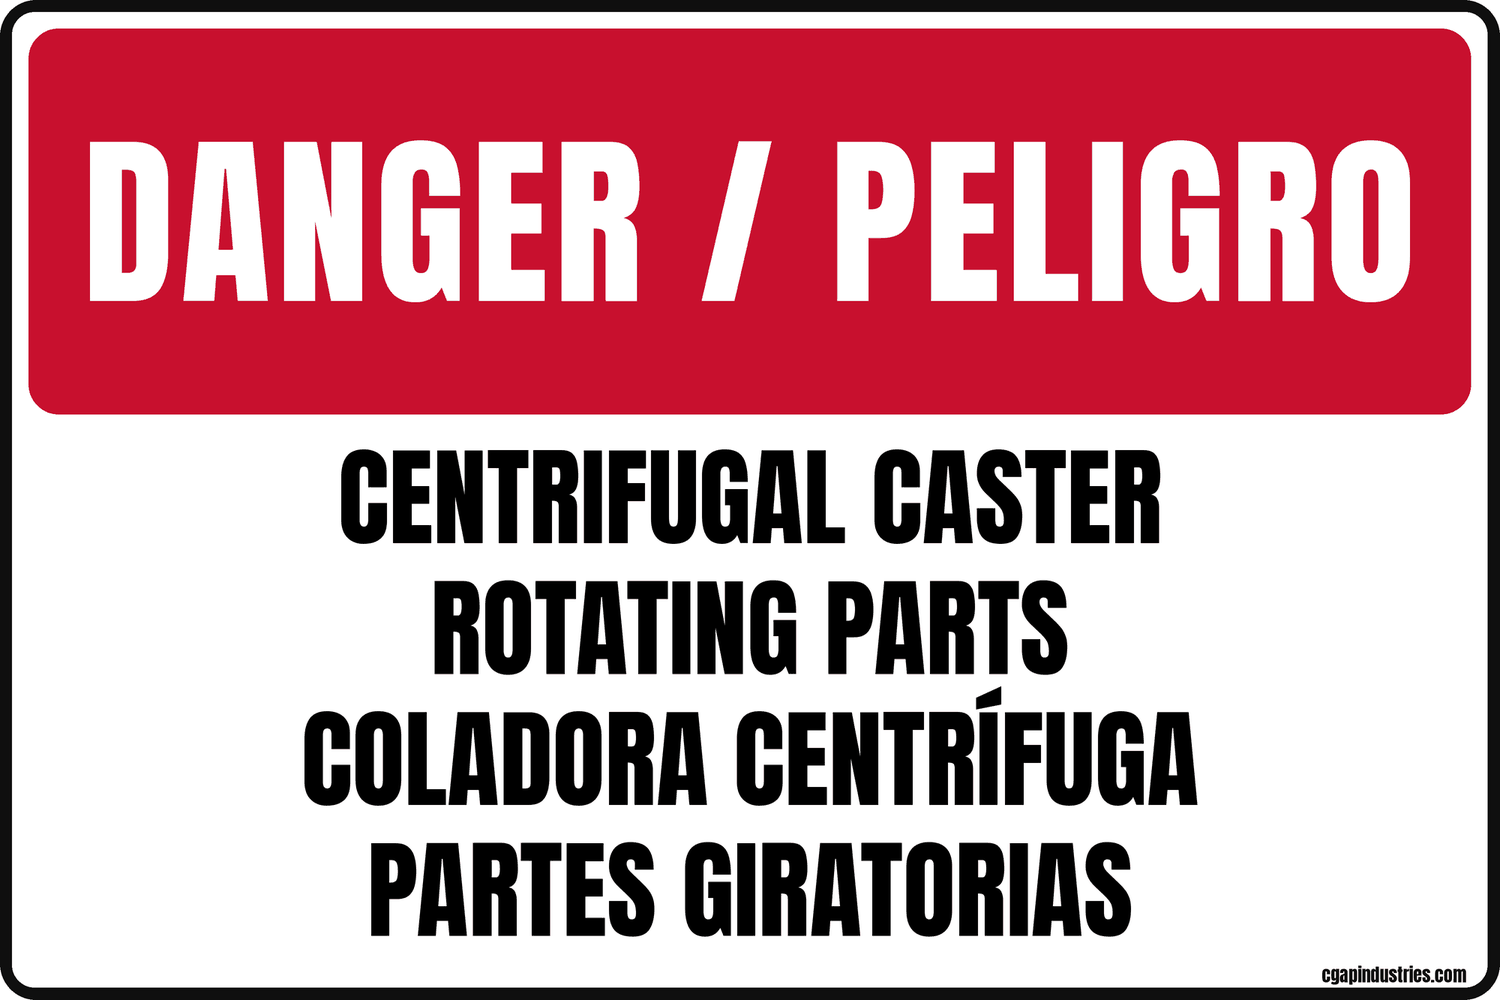 DANGER / PELIGRO
CENTRIFUGAL CASTER
ROTATING PARTS
COLADORA CENTRÍFUGA
PARTES GIRATORIAS
cgapindustries.com